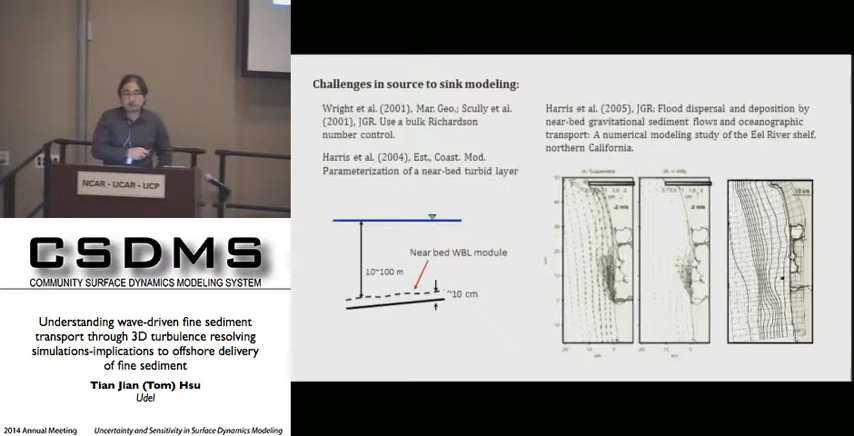 Challenges in source to sink modeling:
Wright et al. (2001), Mar. Geo.; Scully et al.
(2001), JGR. Use a bulk Richardson
number control.
Harris et al. (2004), Est., Coast. Mod.
Parameterization of a near-bed turbid layer
Harris et al. (2005), JGR: Flood dispersal and deposition by
near-bed gravitational sediment flows and oceanographic
transport: A numerical modeling study of the Eel River shelf,
northern California.
Near bed WBL module
10~100 m
~10 cm
NCAR - UCAR - UCP
CSDMS
COMMUNITY SURFACE DYNAMICS MODELING SYSTEM
Understanding wave-driven fine sediment
transport through 3D turbulence resolving
simulations-implications to offshore delivery
of fine sediment
Tian Jian (Tom) Hsu
Udel
2014 Annual Meeting
Uncertainty and Sensitivity in Surface Dynamics Modeling